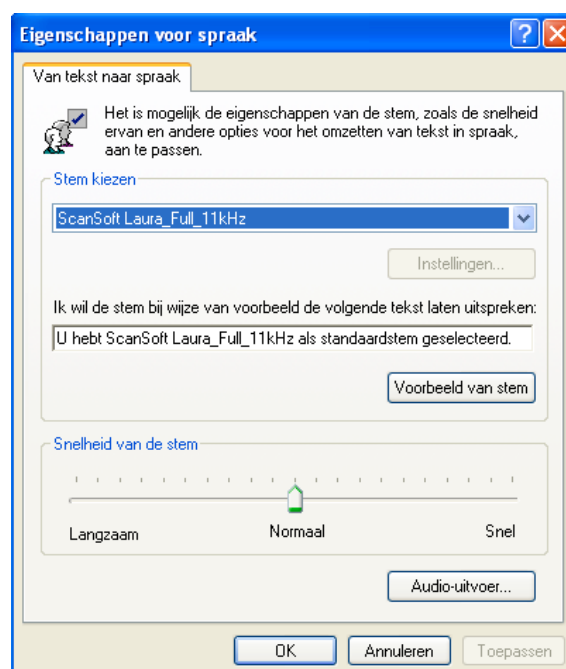 Eigenschappen voor spraak
Van tekst naar spraak
Het is mogelijk de eigenschappen van de stem, zoals de snelheid
ervan en andere opties voor het omzetten van tekst in spraak,
aan te passen.
Stem kiezen
ScanSoft Laura_Full_11kHz
Instellingen...
Ik wil de stem bij wijze van voorbeeld de volgende tekst laten uitspreken:
U hebt ScanSoft Laura_Full_11kHz als standaardstem geselecteerd.
Voorbeeld van stem
Snelheid van de stem
Langzaam Normaal Snel
Audio-uitvoer...
OK Annuleren Toepassen